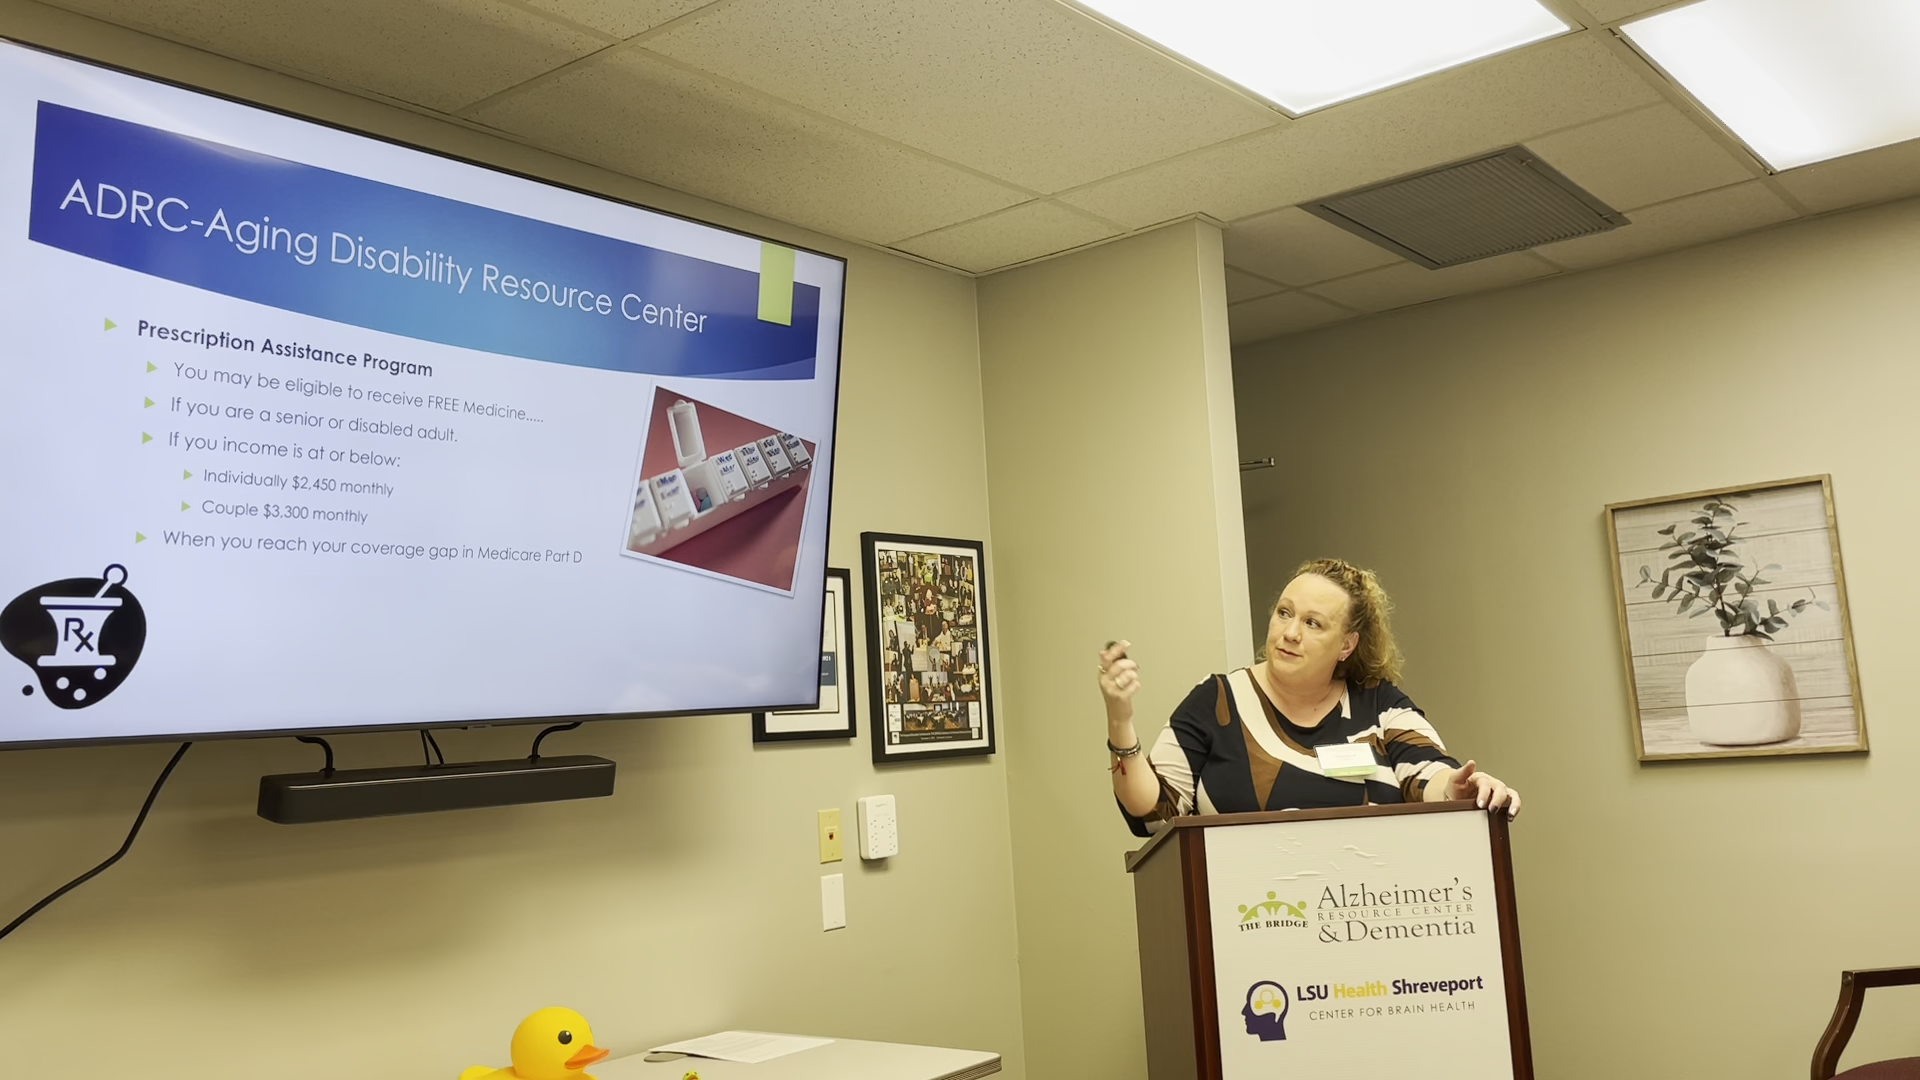 ADRC-Aging Disability Resource Center
Prescription Assistance Program
You may be eligible to receive FREE Medicine.....
If you are a senior or disabled adult.
If you income is at or below:
Individually $2,450 monthly
Couple $3,300 monthly
When you reach your coverage gap in Medicare Part D
Rx
THE BRIDGE
Alzheimer's
RESOURCE CENTER
& Dementia
LSU Health Shreveport
CENTER FOR BRAIN HEALTH